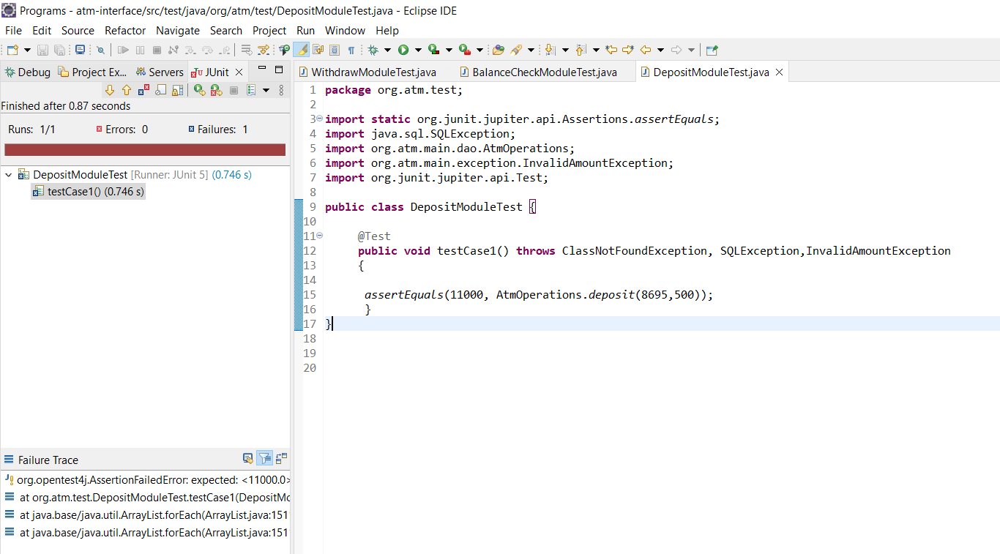 Programs - atm-interface/src/test/java/org/atm/test/DepositModuleTest.java - Eclipse IDE
File Edit Source Refactor Navigate Search Project Run Window Help
Debug Project Ex... Servers JUnit
WithdrawModuleTest.java BalanceCheckModuleTest.java DepositModuleTest.java
Finished after 0.87 seconds
Runs: 1/1 Errors: 0 Failures: 1
DepositModuleTest [Runner: JUnit 5] (0.746 s)
testCase1() (0.746 s)
Failure Trace
org.opentest4j.AssertionFailedError: expected: <11000.0>
at org.atm.test.DepositModuleTest.testCase1(DepositMo
at java.base/java.util.ArrayList.forEach(ArrayList.java:151
at java.base/java.util.ArrayList.forEach(ArrayList.java:151
1 package org.atm.test;
2
3 import static org.junit.jupiter.api.Assertions.assertEquals;
4 import java.sql.SQLException;
5 import org.atm.main.dao.AtmOperations;
6 import org.atm.main.exception.InvalidAmountException;
7 import org.junit.jupiter.api.Test;
8
9 public class DepositModuleTest {
10
11 @Test
12 public void testCase1() throws ClassNotFoundException, SQLException,InvalidAmountException
13 {
14
15 assertEquals(11000, AtmOperations.deposit(8695,500));
16 }
17 }
18
19
20